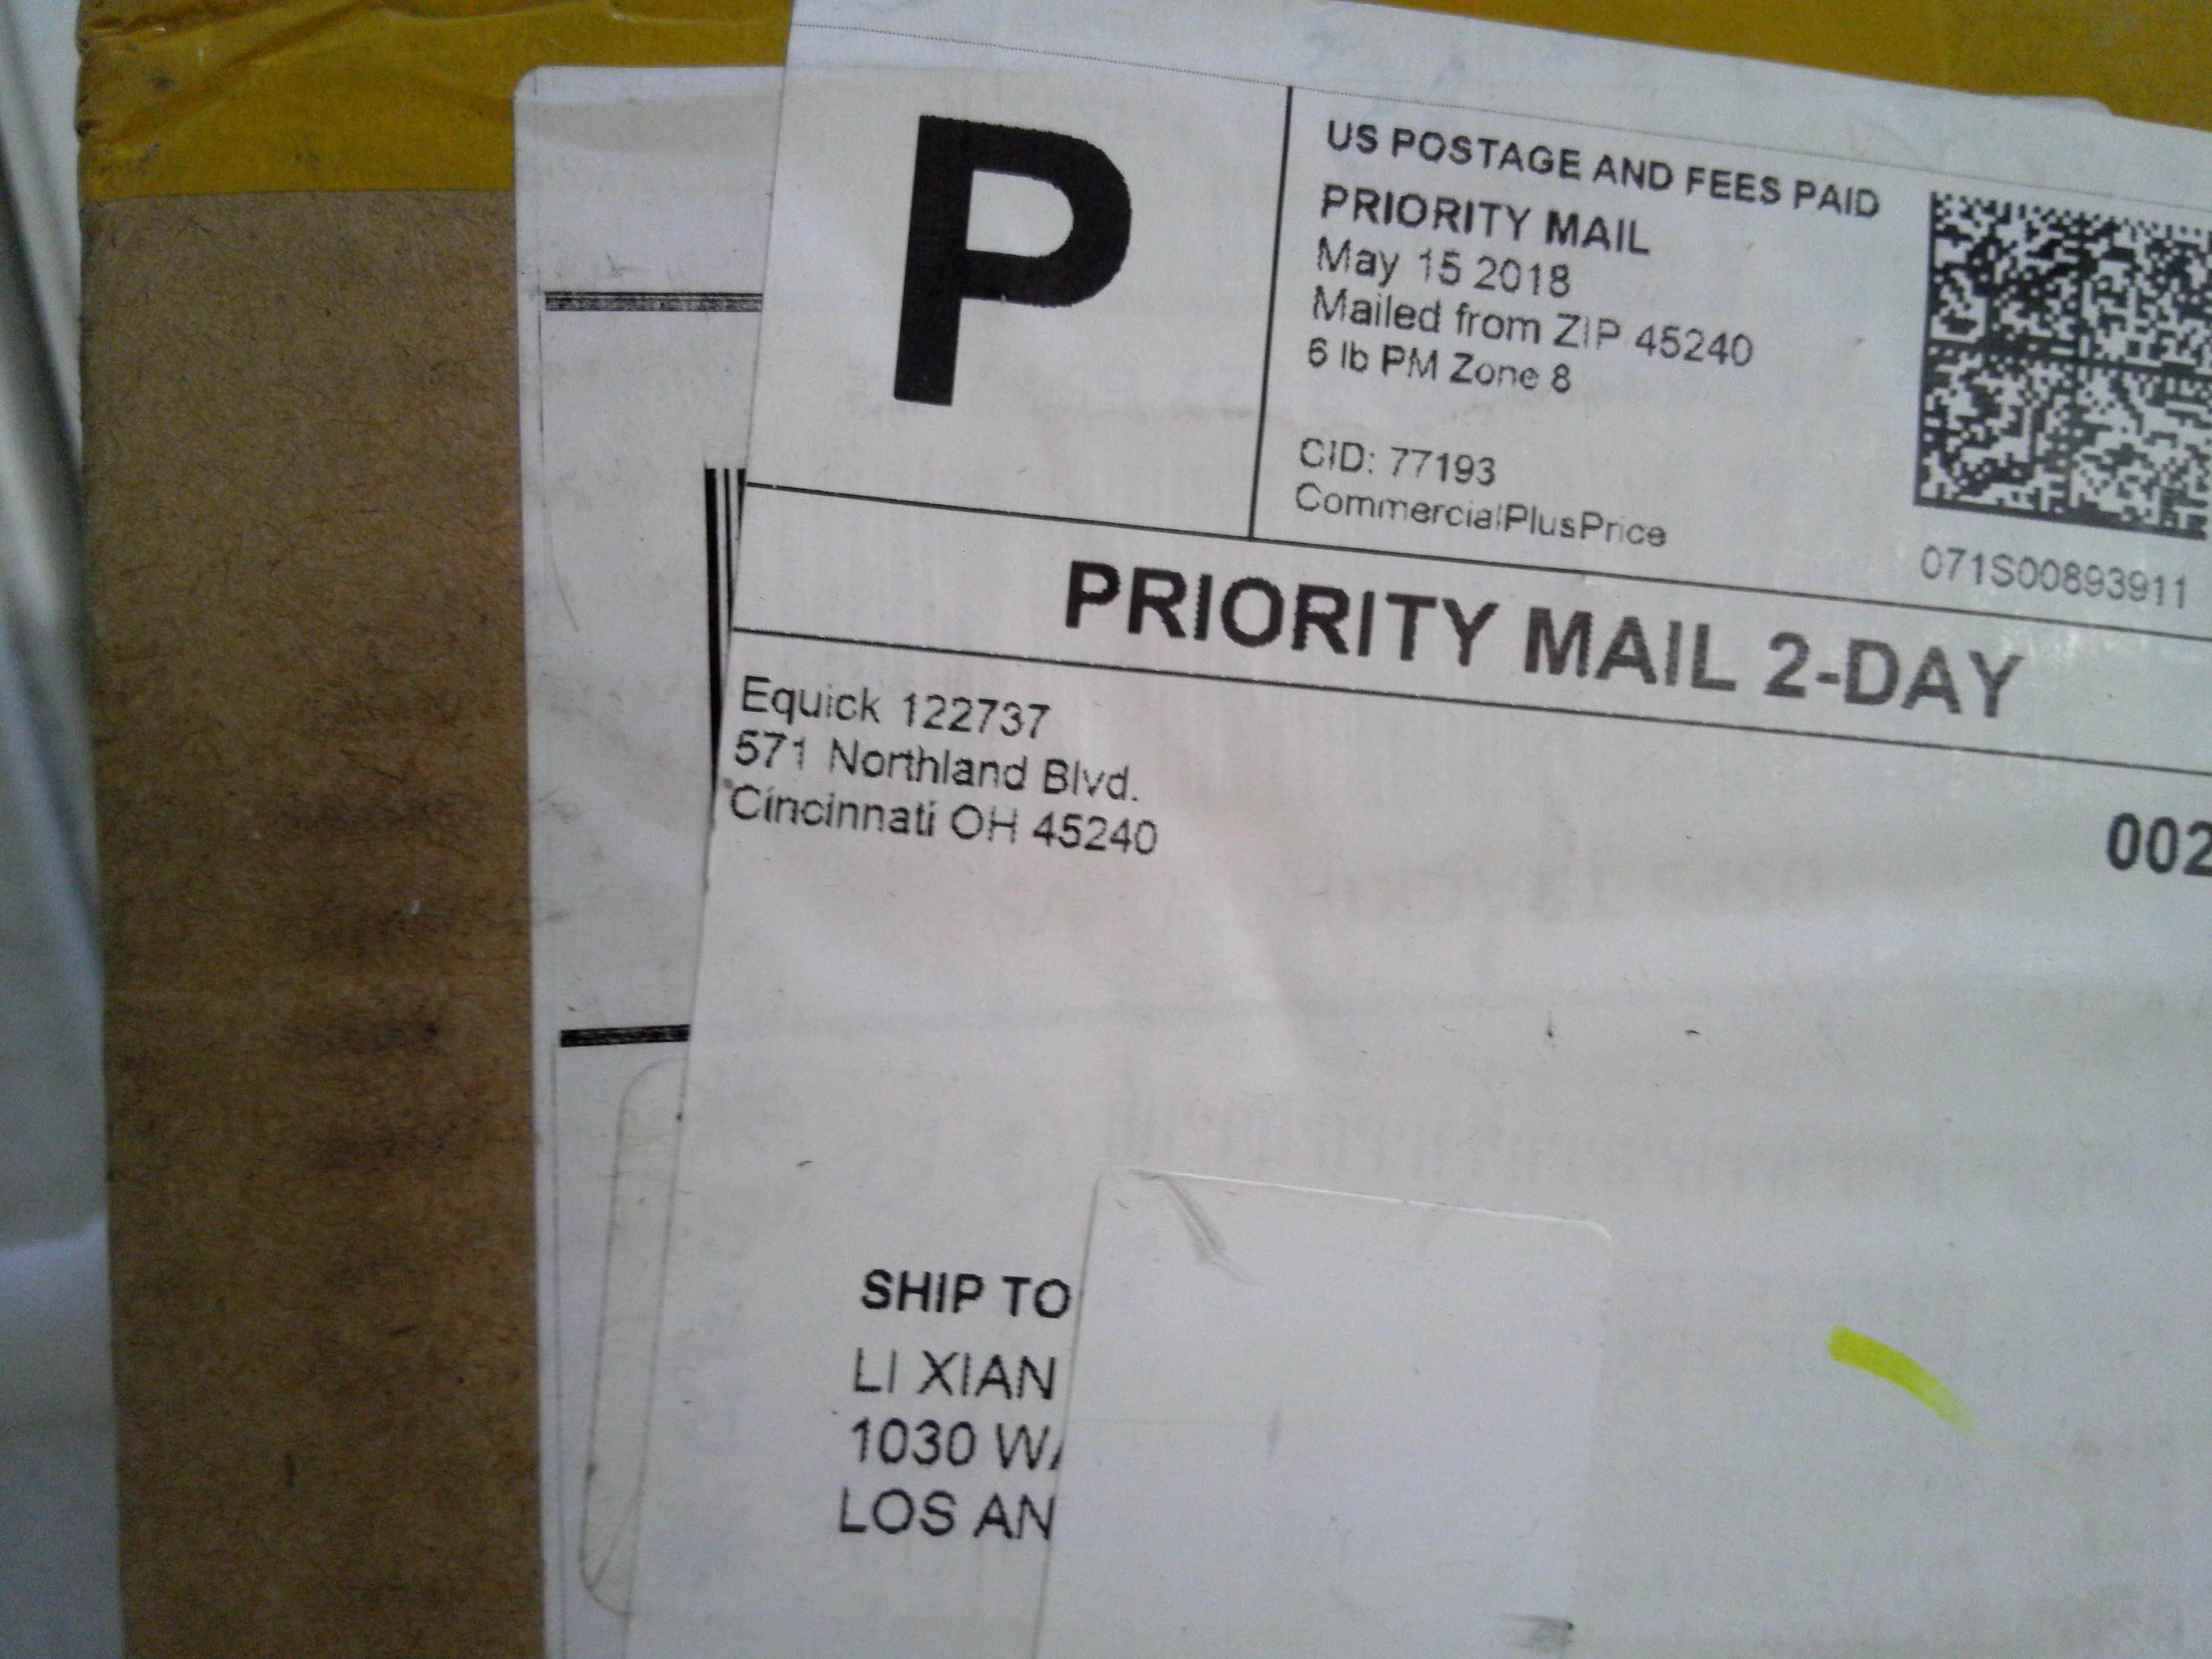 P
US POSTAGE AND FEES PAID
PRIORITY MAIL
May 15 2018
Mailed from ZIP 45240
6 lb PM Zone 8
CID: 77193
CommercialPlusPrice
071S00893911
PRIORITY MAIL 2-DAY
Equick 122737
571 Northland Blvd.
Cincinnati OH 45240
002
SHIP TO
LI XIAN
1030 WA
LOS AN